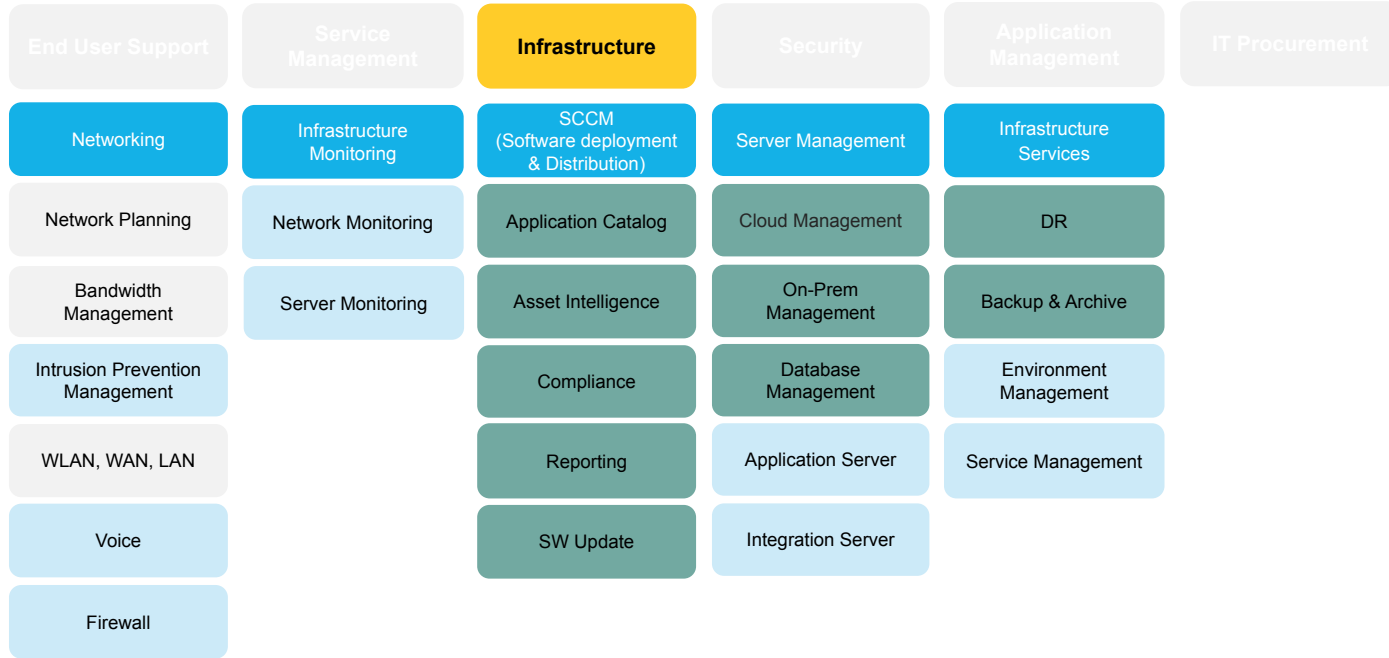 End User Support
Service
Management
Infrastructure
Security
Application
Management
IT Procurement
Networking
Infrastructure
Monitoring
SCCM
(Software deployment
& Distribution)
Server Management
Infrastructure
Services
Network Planning
Network Monitoring
Application Catalog
Cloud Management
DR
Bandwidth
Management
Server Monitoring
Asset Intelligence
On-Prem
Management
Backup & Archive
Intrusion Prevention
Management
Compliance
Database
Management
Environment
Management
WLAN, WAN, LAN
Reporting
Application Server
Service Management
Voice
SW Update
Integration Server
Firewall